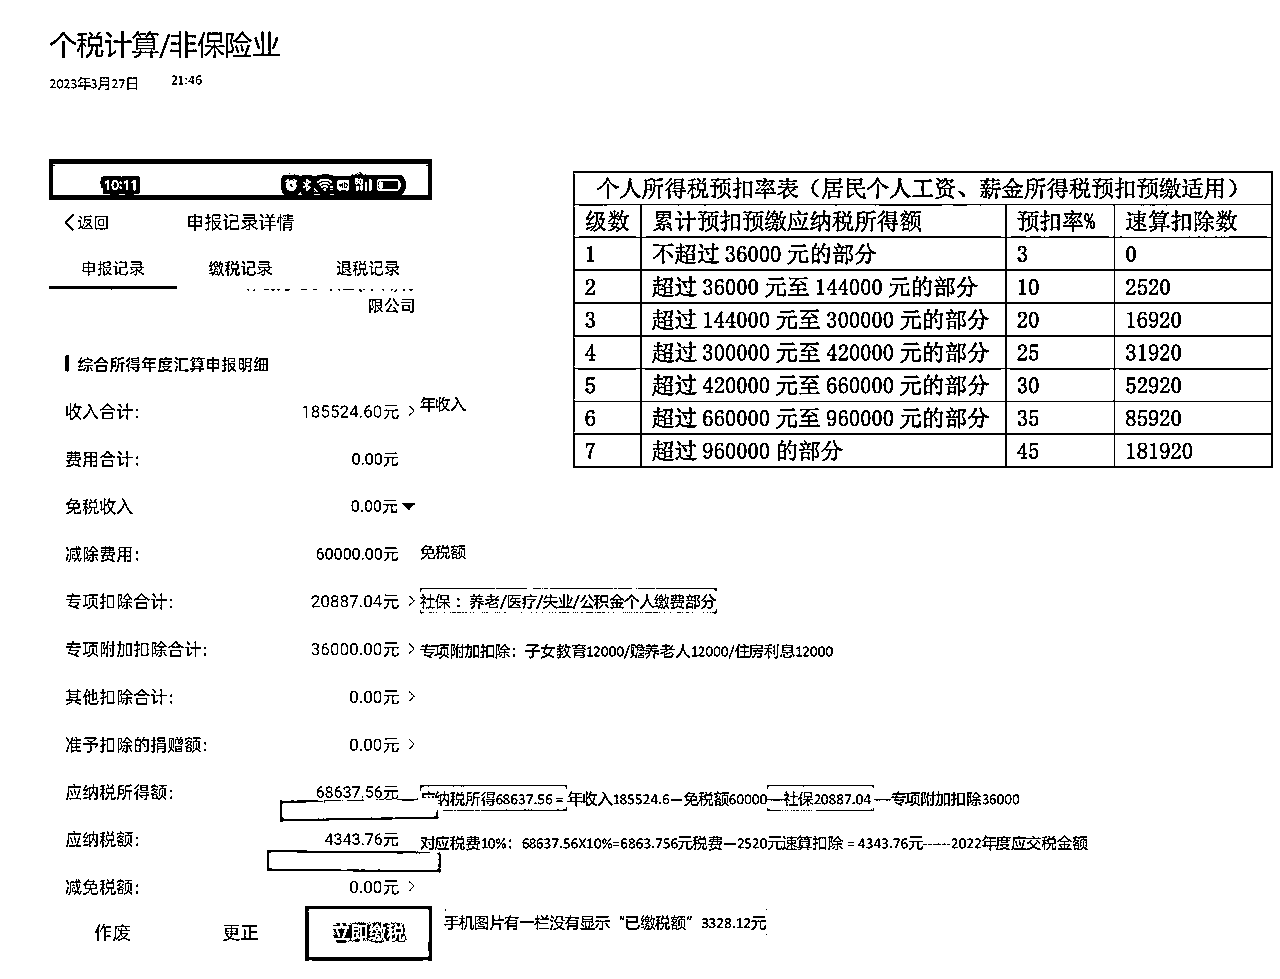 个税计算/非保险业
2023年3月27日 21:46
10:11
返回 申报记录详情
申报记录 缴税记录 退税记录
限公司
综合所得年度汇算申报明细
收入合计: 185524.60元 年收入
费用合计: 0.00元
免税收入 0.00元
减除费用: 60000.00元 免税额
专项扣除合计: 20887.04元 社保：养老/医疗/失业/公积金个人缴费部分
专项附加扣除合计: 36000.00元 专项附加扣除：子女教育12000/赡养老人12000/住房利息12000
其他扣除合计: 0.00元
准予扣除的捐赠额: 0.00元
应纳税所得额: 68637.56元 应纳税所得68637.56=年收入185524.6—免税额60000—社保20887.04—专项附加扣除36000
应纳税额: 4343.76元 对应税费10%：68637.56X10%=6863.756元税费—2520元速算扣除＝4343.76元-----2022年度应交税金额
减免税额: 0.00元
作废 更正 立即缴税 手机图片有一栏没有显示“已缴税额”3328.12元
个人所得税预扣率表（居民个人工资、薪金所得税预扣预缴适用）
级数 累计预扣预缴应纳税所得额 预扣率% 速算扣除数
1 不超过 36000 元的部分 3 0
2 超过 36000 元至 144000 元的部分 10 2520
3 超过 144000 元至 300000 元的部分 20 16920
4 超过 300000 元至 420000 元的部分 25 31920
5 超过 420000 元至 660000 元的部分 30 52920
6 超过 660000 元至 960000 元的部分 35 85920
7 超过 960000 的部分 45 181920